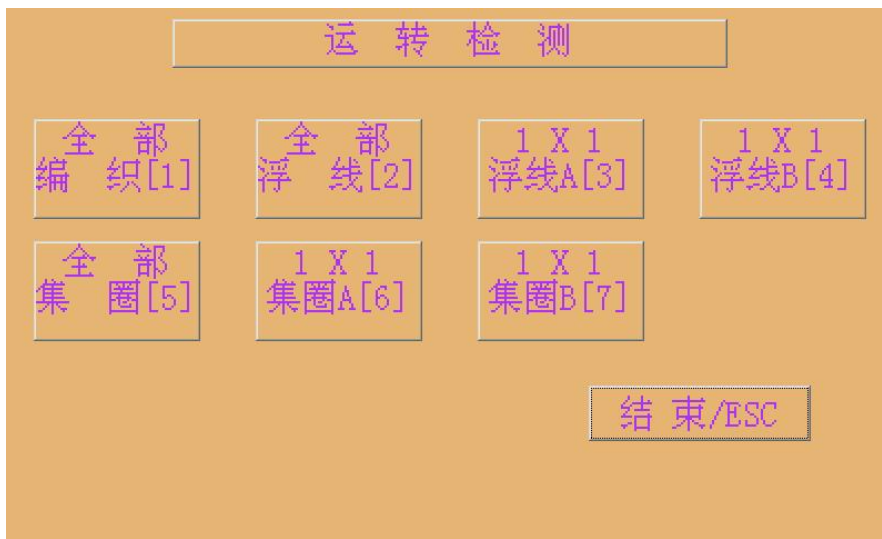 运 转 检 测
全 部
编 织[1]
全 部
浮 线[2]
1 X 1
浮线A[3]
1 X 1
浮线B[4]
全 部
集 圈[5]
1 X 1
集圈A[6]
1 X 1
集圈B[7]
结 束/ESC